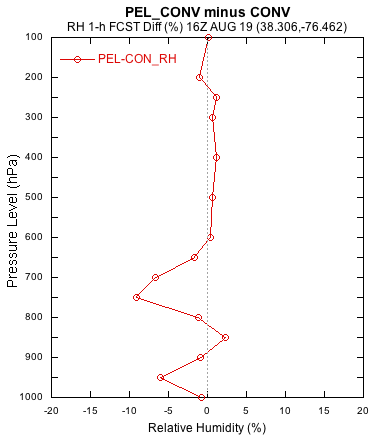 PEL_CONV minus CONV
RH 1-h FCST Diff (%) 16Z AUG 19 (38.306,-76.462)
PEL-CON_RH
Pressure Level (hPa)
100
200
300
400
500
600
700
800
900
1000
-20 -15 -10 -5 0 5 10 15 20
Relative Humidity (%)